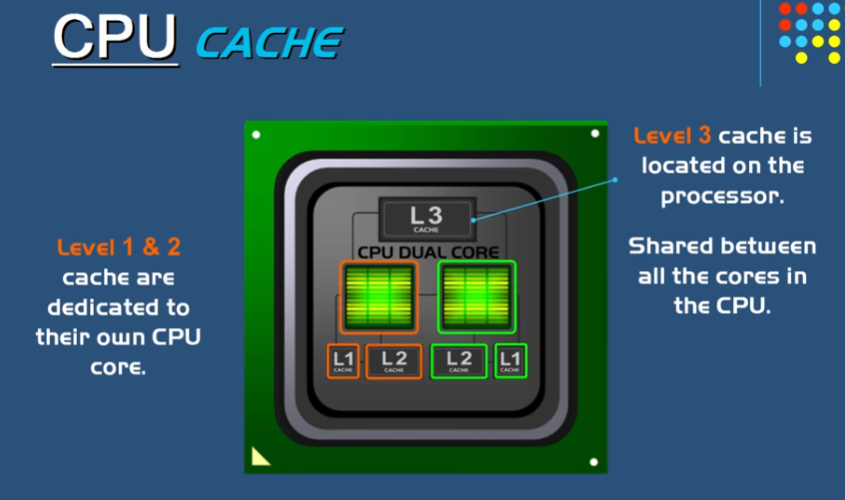 CPU CACHE
Level 1 & 2
cache are
dedicated to
their own CPU
core.
L3
CACHE
CPU DUAL CORE
L1
CACHE
L2
CACHE
L2
CACHE
L1
CACHE
Level 3 cache is
located on the
processor.
Shared between
all the cores in
the CPU.